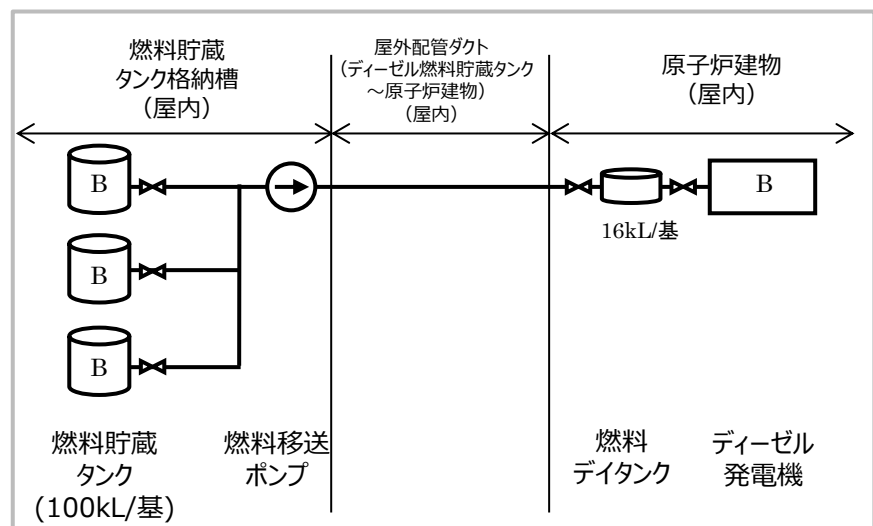 燃料貯蔵
タンク格納槽
（屋内）
屋外配管ダクト
（ディーゼル燃料貯蔵タンク
～原子炉建物）
（屋内）
原子炉建物
（屋内）
B
B
16kL/基
B
B
燃料貯蔵
タンク
(100kL/基)
燃料移送
ポンプ
燃料
デイタンク
ディーゼル
発電機